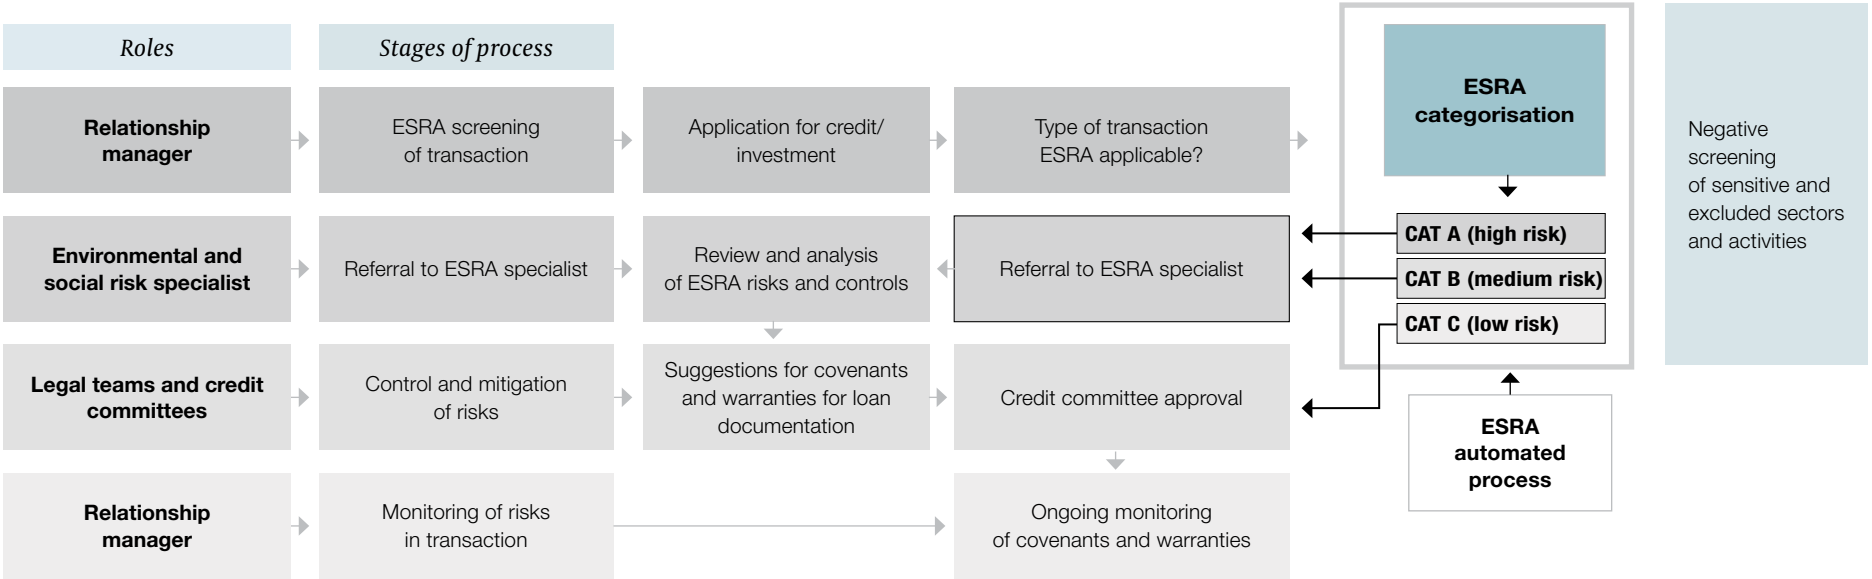 Roles
Stages of process
Relationship
manager
ESRA screening
of transaction
Application for credit/
investment
Type of transaction
ESRA applicable?
ESRA
categorisation
Negative
screening
of sensitive and
excluded sectors
and activities
Environmental and
social risk specialist
Referral to ESRA specialist
Review and analysis
of ESRA risks and controls
Referral to ESRA specialist
CAT A (high risk)
CAT B (medium risk)
CAT C (low risk)
Legal teams and credit
committees
Control and mitigation
of risks
Suggestions for covenants
and warranties for loan
documentation
Credit committee approval
ESRA
automated
process
Relationship
manager
Monitoring of risks
in transaction
Ongoing monitoring
of covenants and warranties